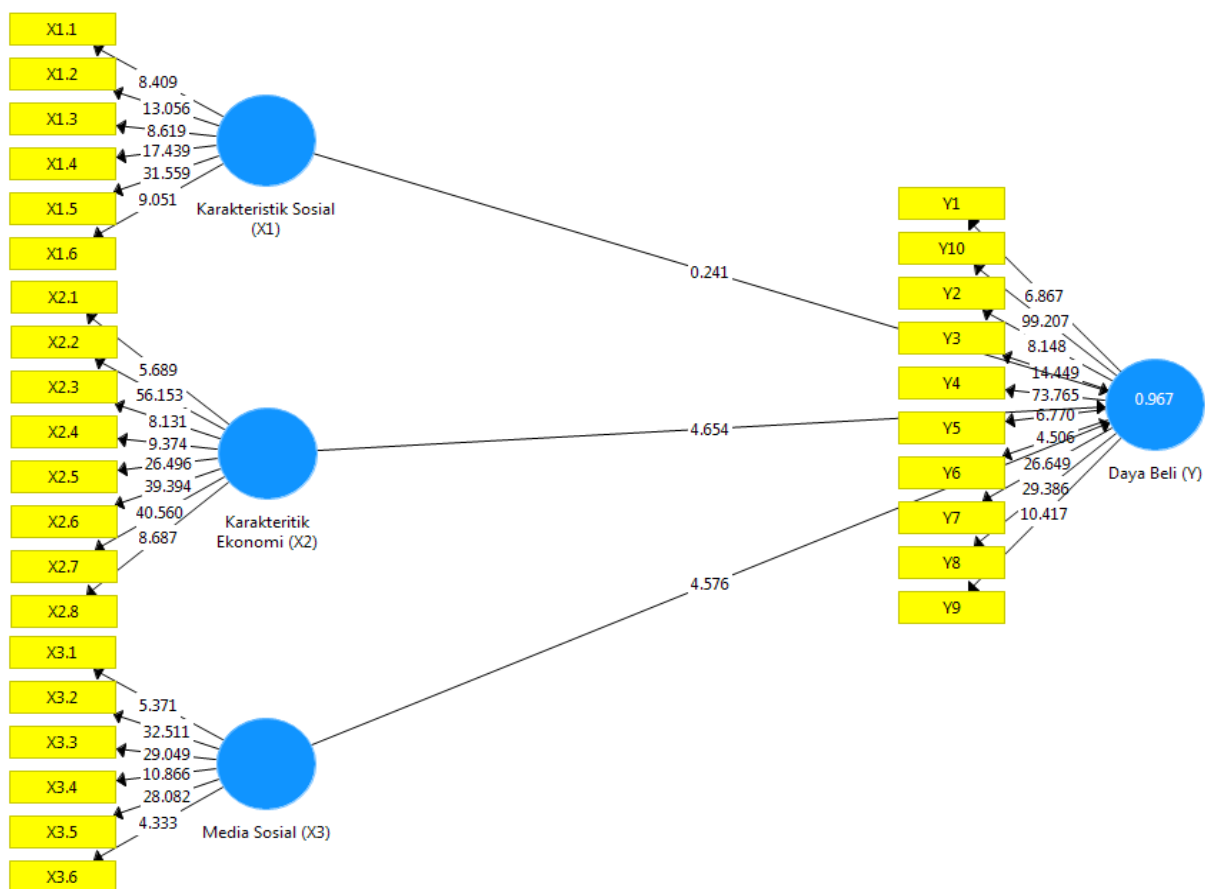 X1.1
X1.2
X1.3
X1.4
X1.5
X1.6
8.409
13.056
8.619
17.439
31.559
9.051
Karakteristik Sosial
(X1)
X2.1
X2.2
X2.3
X2.4
X2.5
X2.6
X2.7
X2.8
5.689
56.153
8.131
9.374
26.496
39.394
40.560
8.687
Karakteritik
Ekonomi (X2)
X3.1
X3.2
X3.3
X3.4
X3.5
X3.6
5.371
32.511
29.049
10.866
28.082
4.333
Media Sosial (X3)
0.241
4.654
4.576
Y1
Y10
Y2
Y3
Y4
Y5
Y6
Y7
Y8
Y9
6.867
99.207
8.148
14.449
73.765
6.770
4.506
26.649
29.386
10.417
0.967
Daya Beli (Y)